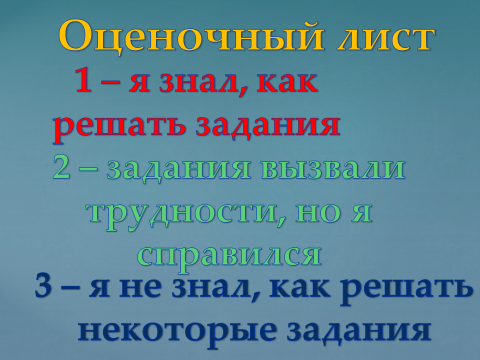 Оценочный лист
1 – я знал, как
решать задания
2 – задания вызвали
трудности, но я
справился
3 – я не знал, как решать
некоторые задания